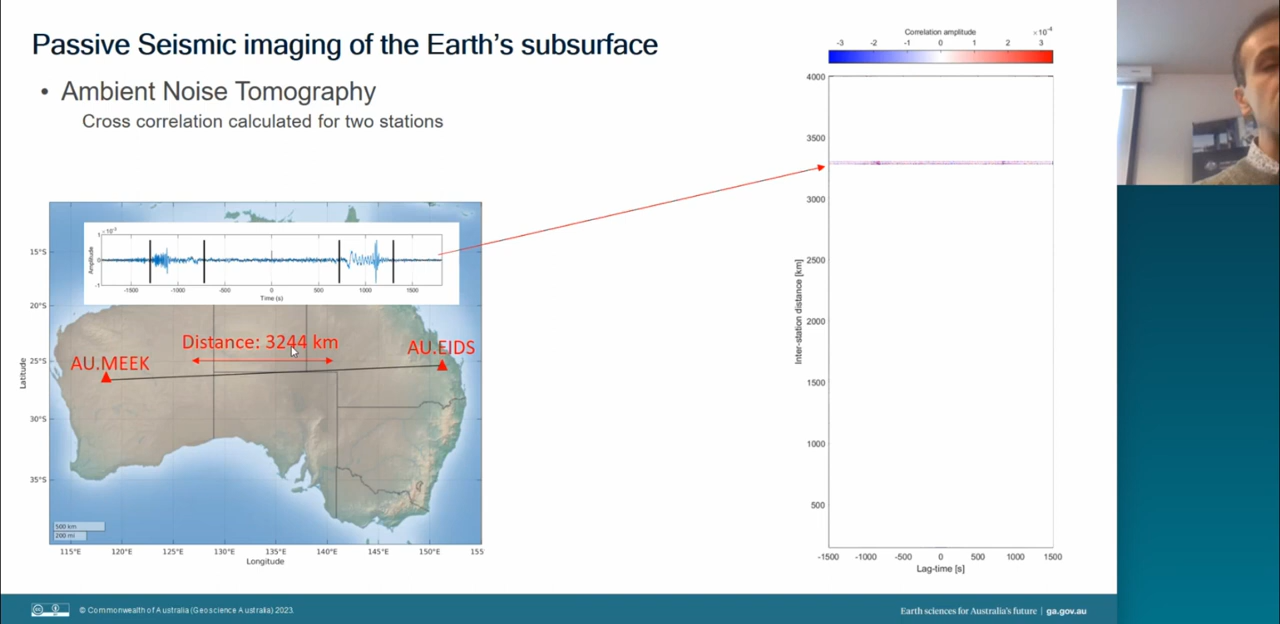 Passive Seismic imaging of the Earth's subsurface
• Ambient Noise Tomography
Cross correlation calculated for two stations
15°S
20°S
25°S
30°S
35°S
Latitude
115°E 120°E 125°E 130°E 135°E 140°E 145°E 150°E 155
Longitude
500 km
200 mi
Amplitude
1
0
-1
-1500 -1000 -500 0 500 1000 1500
Time (s)
Distance: 3244 km
AU.MEEK
AU.EIDS
Correlation amplitude
×10⁻⁴
-3 -2 -1 0 1 2 3
4000
3500
3000
2500
2000
1500
1000
500
Inter-station distance [km]
-1500 -1000 -500 0 500 1000 1500
Lag-time [s]
© Commonwealth of Australia (Geoscience Australia) 2023.
Earth sciences for Australia's future | ga.gov.au